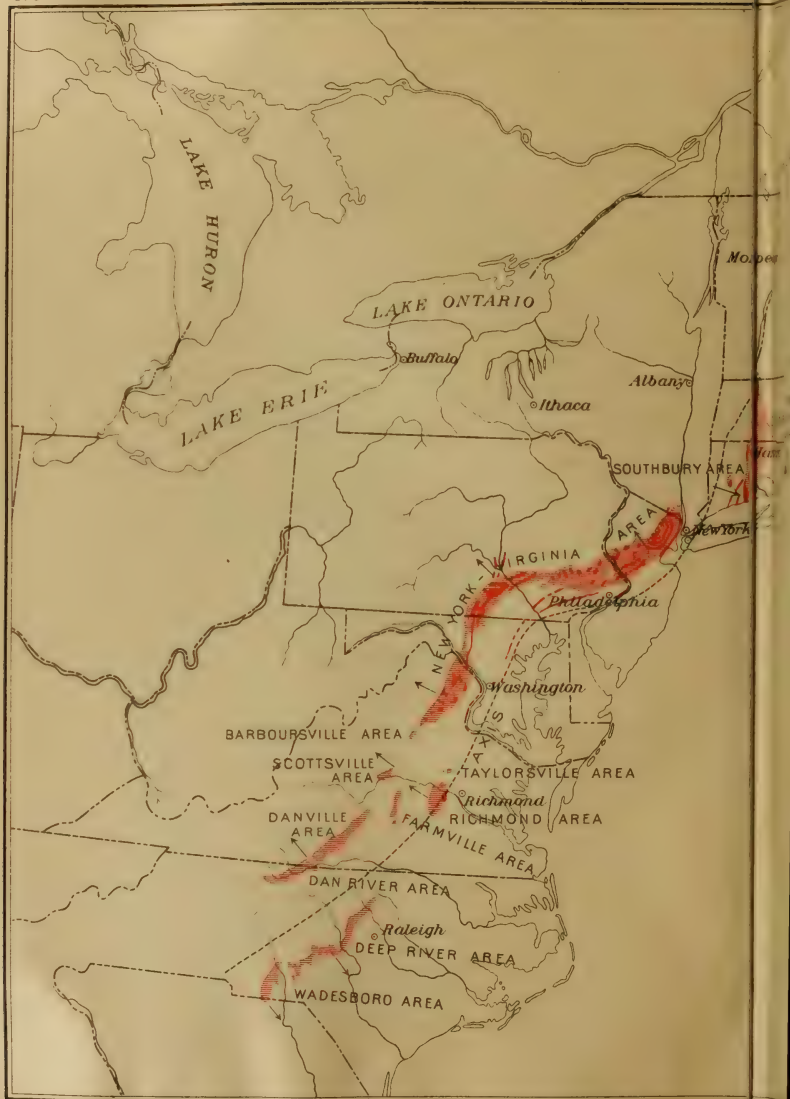 LAKE HURON
LAKE ONTARIO
Buffalo
LAKE ERIE
Albany
Ithaca
SOUTHBURY AREA
New York
NEW YORK-VIRGINIA AREA
Philadelphia
Washington
AXIS
BARBOURSVILLE AREA
SCOTTSVILLE
AREA
TAYLORSVILLE AREA
Richmond
RICHMOND AREA
DANVILLE
AREA
FARMVILLE AREA
DAN RIVER AREA
Raleigh
DEEP RIVER AREA
WADESBORO AREA